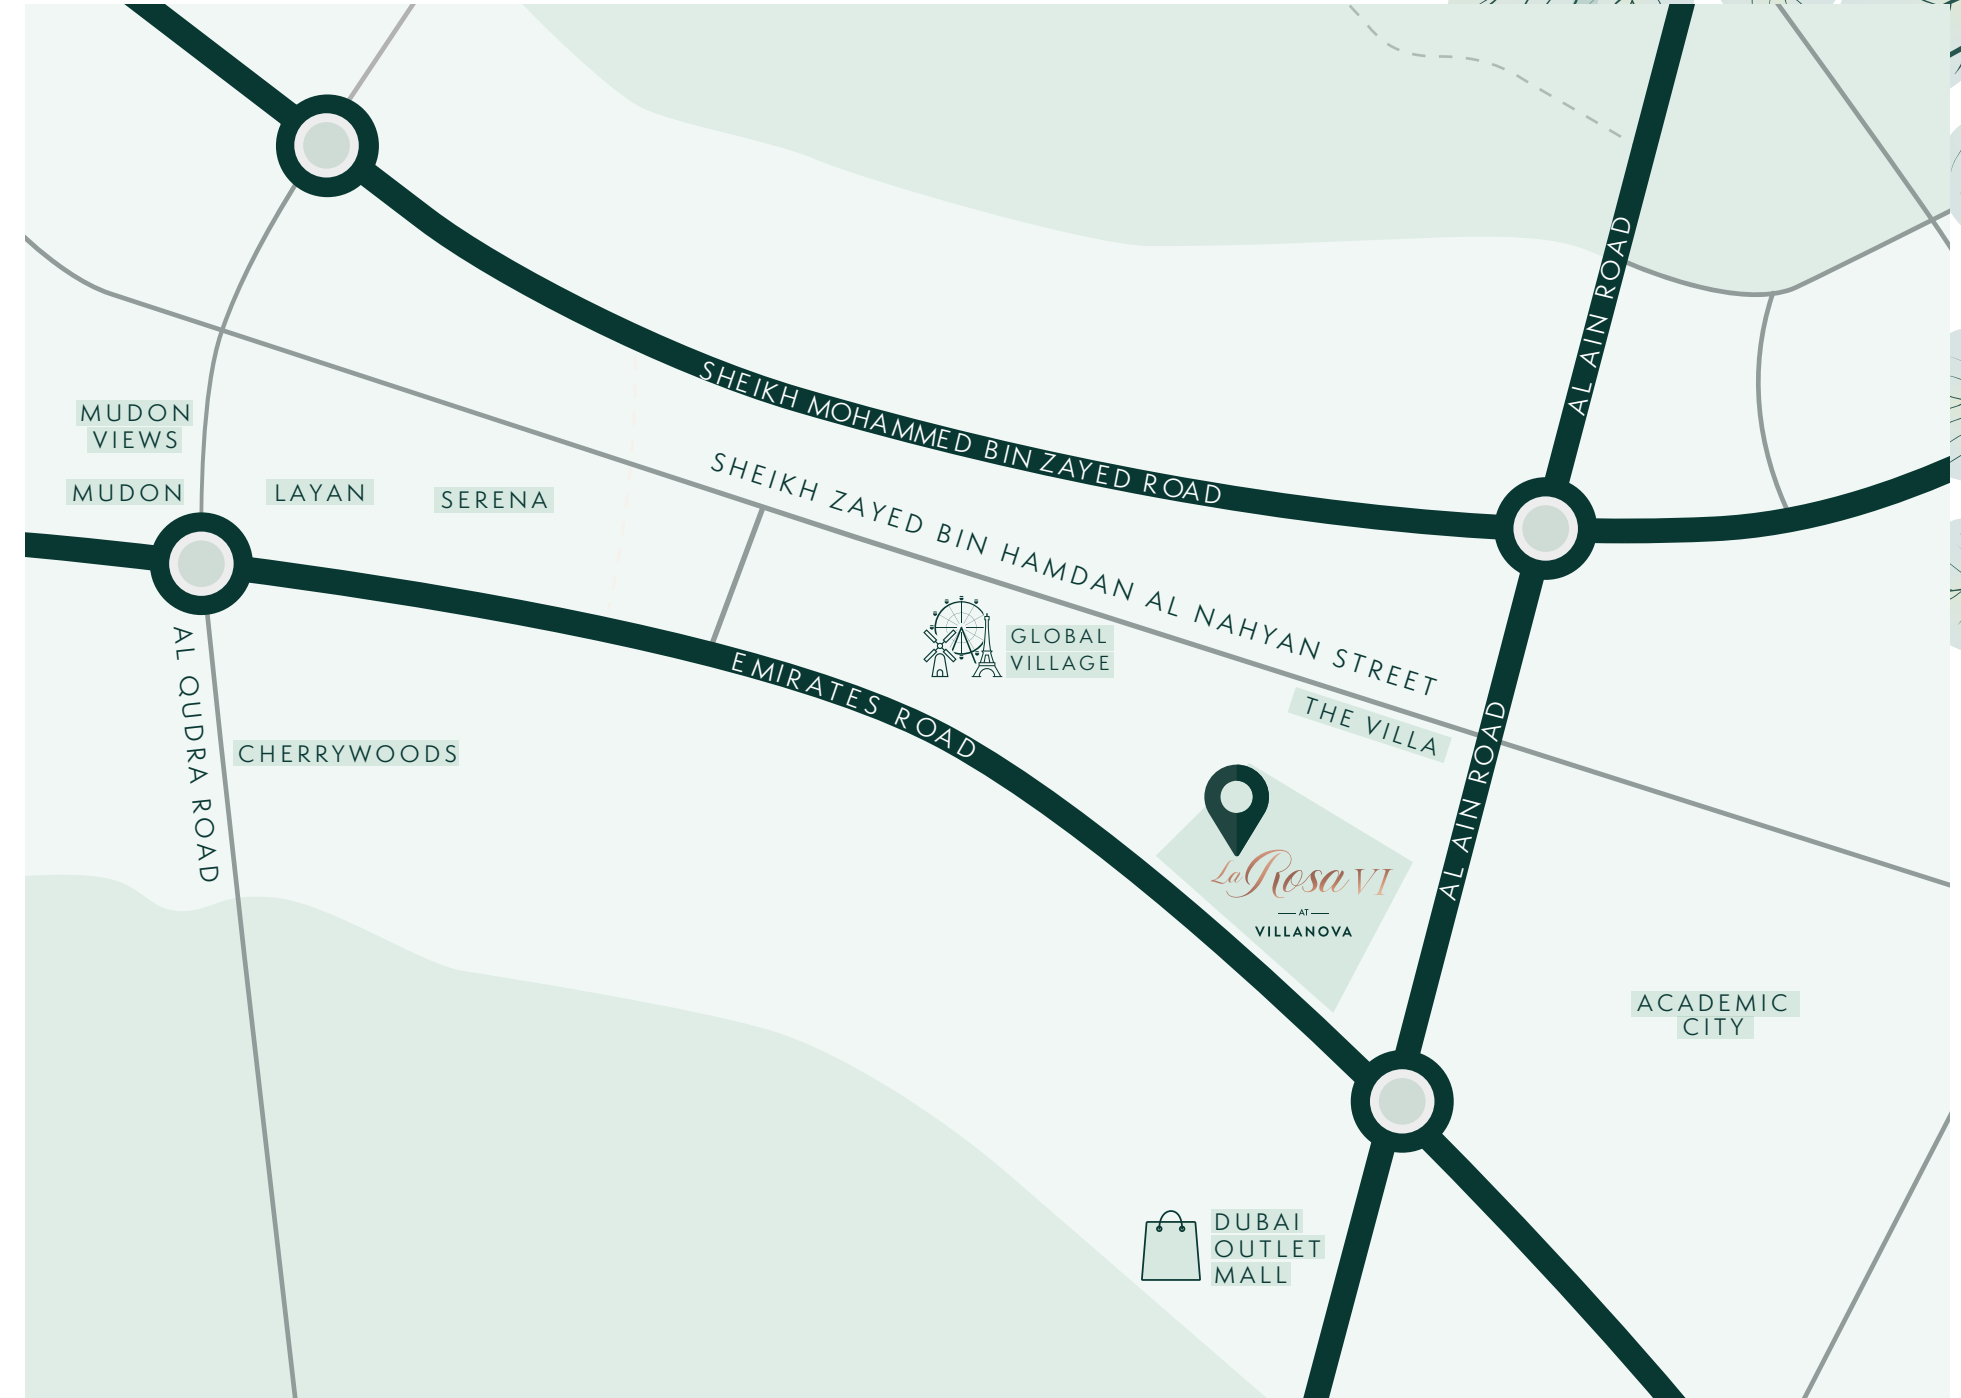 AL AIN ROAD
SHEIKH MOHAMMED BIN ZAYED ROAD
MUDON
VIEWS
MUDON
LAYAN
SERENA
SHEIKH ZAYED BIN HAMDAN AL NAHYAN STREET
GLOBAL
VILLAGE
EMIRATES ROAD
THE VILLA
AL QUDRA ROAD
CHERRYWOODS
AL AIN ROAD
La Rosa VI
AT
VILLANOVA
ACADEMIC
CITY
DUBAI
OUTLET
MALL